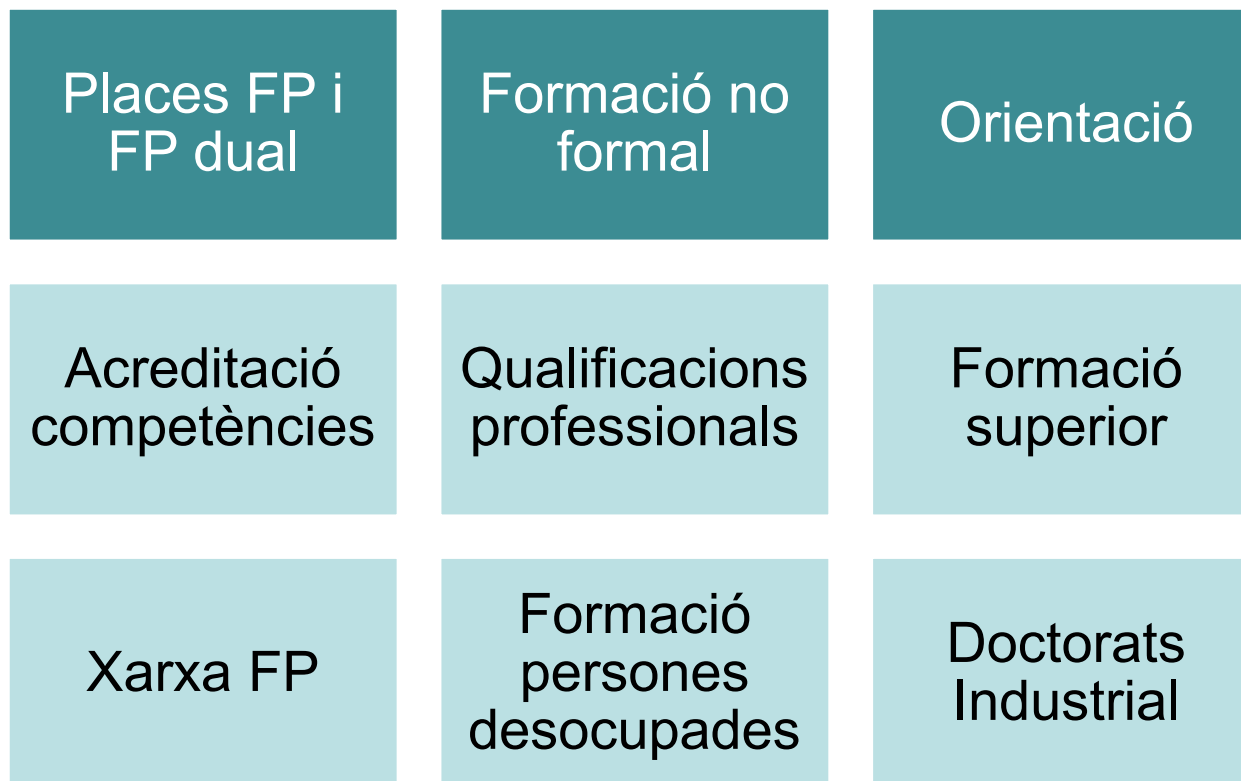 Places FP i
FP dual
Formació no
formal
Orientació
Acreditació
competències
Qualificacions
professionals
Formació
superior
Xarxa FP
Formació
persones
desocupades
Doctorats
Industrial